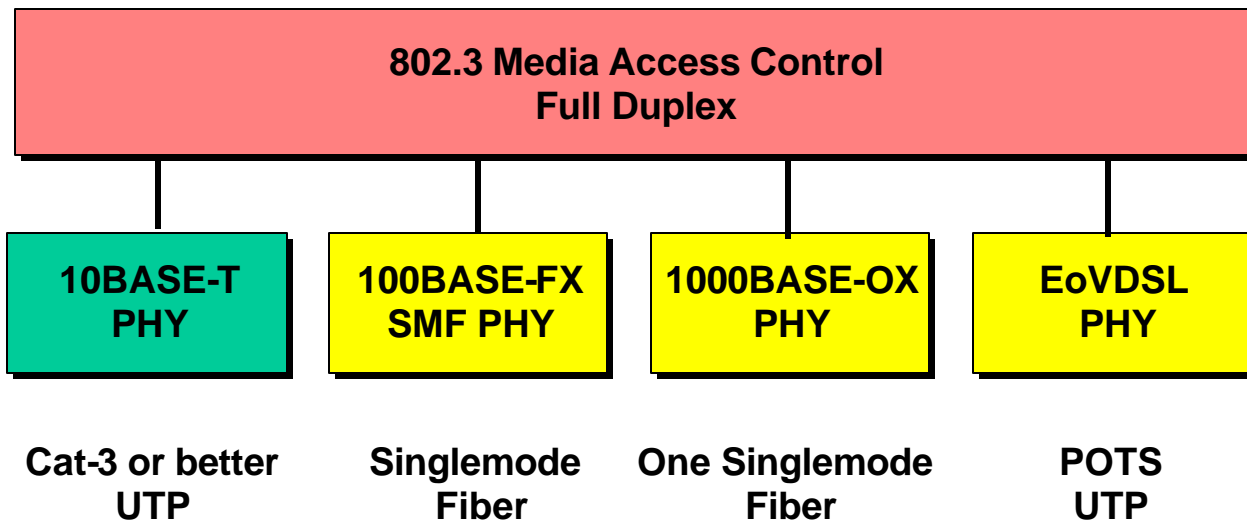 802.3 Media Access Control
Full Duplex
10BASE-T
PHY
100BASE-FX
SMF PHY
1000BASE-OX
PHY
EoVDSL
PHY
Cat-3 or better
UTP
Singlemode
Fiber
One Singlemode
Fiber
POTS
UTP